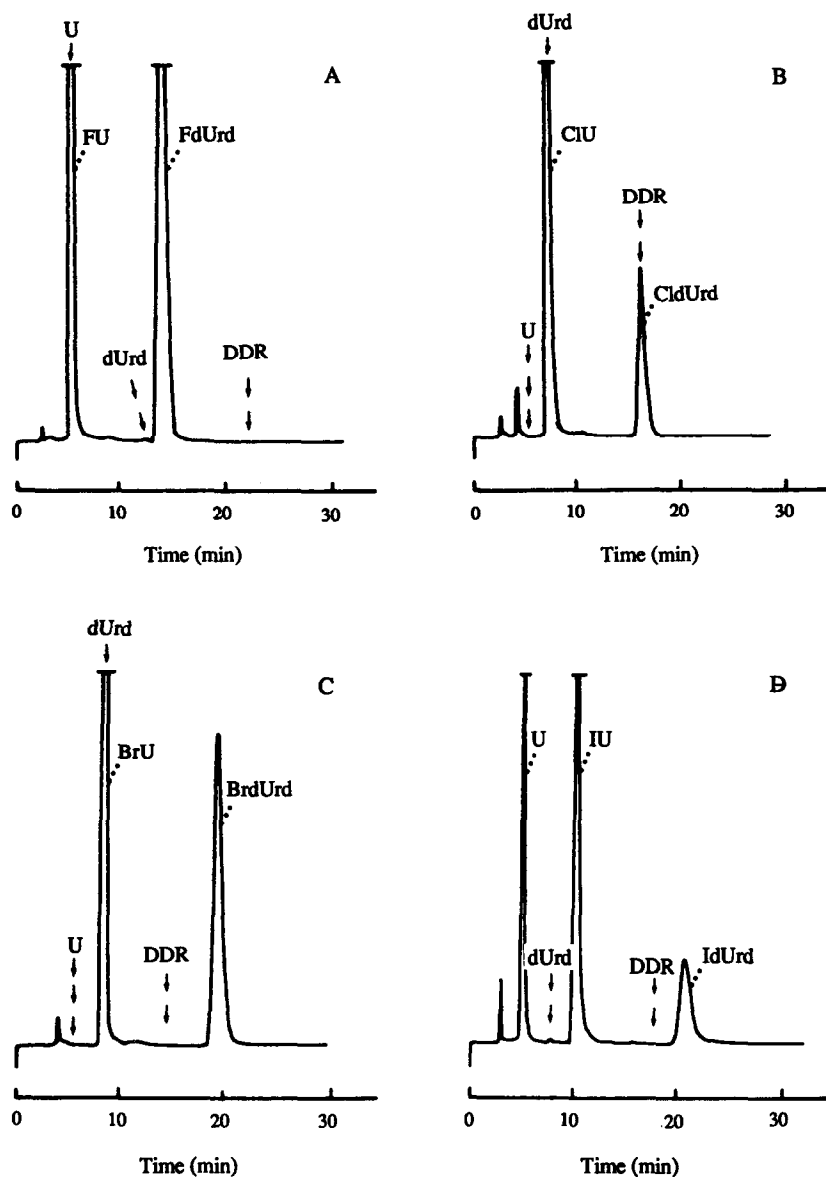 U
A
FU
FdUrd
dUrd
DDR
0 10 20 30
Time (min)
dUrd
B
ClU
DDR
CldUrd
U
0 10 20 30
Time (min)
dUrd
C
BrU
BrdUrd
U
DDR
0 10 20 30
Time (min)
D
U
IU
dUrd
DDR
IdUrd
0 10 20 30
Time (min)